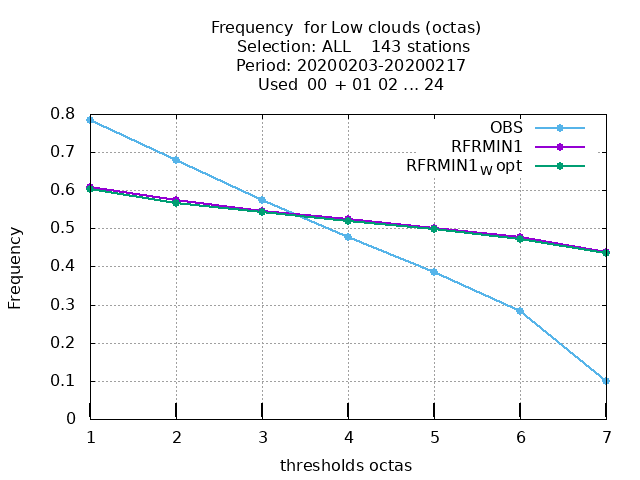 Frequency  for Low clouds (octas)
Selection: ALL    143 stations
Period: 20200203-20200217
Used  00  + 01 02 ... 24
OBS
RFRMIN1
RFRMIN1W opt
0.8
0.7
0.6
0.5
0.4
0.3
0.2
0.1
0
Frequency
1 2 3 4 5 6 7
thresholds octas